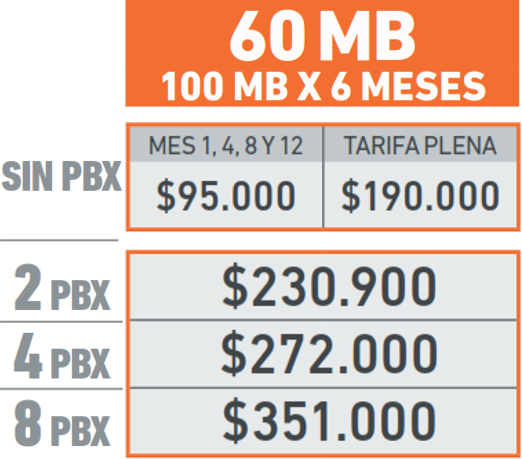 60 MB
100 MB X 6 MESES
MES 1, 4, 8 Y 12 TARIFA PLENA
SIN PBX $95.000 $190.000
2 PBX $230.900
4 PBX $272.000
8 PBX $351.000